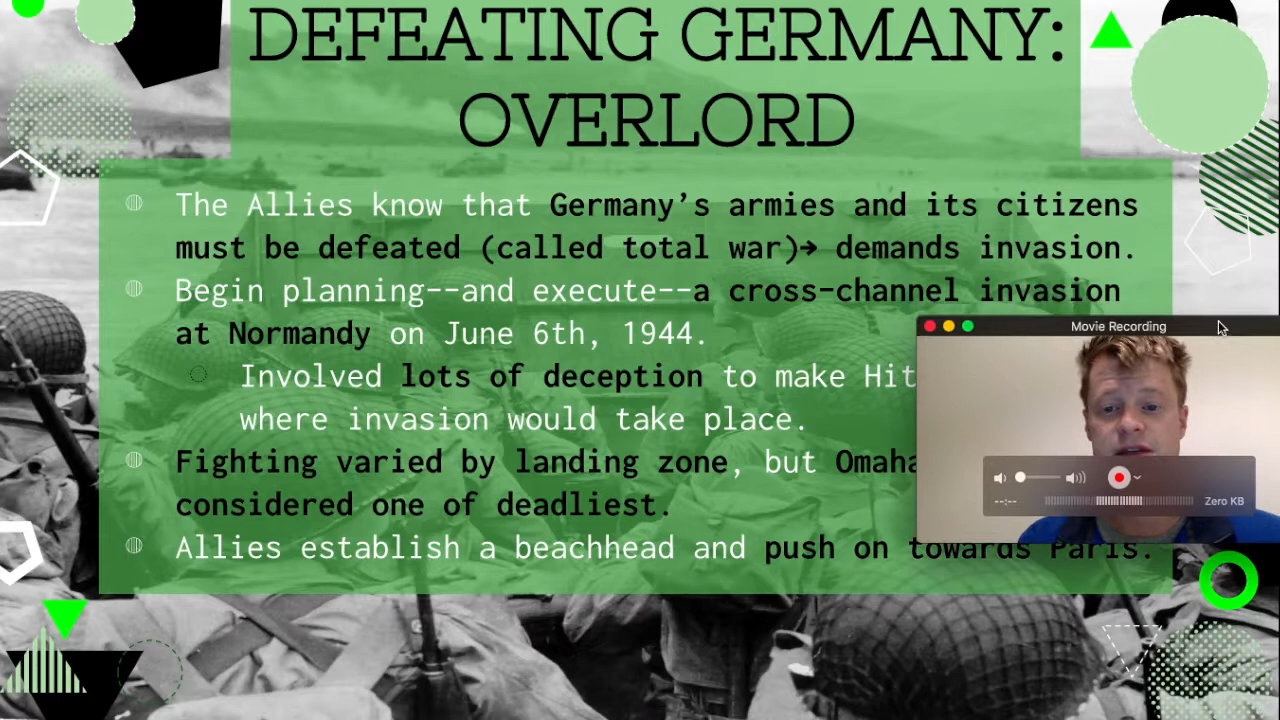 DEFEATING GERMANY:
OVERLORD
The Allies know that Germany’s armies and its citizens
must be defeated (called total war)→ demands invasion.
Begin planning--and execute--a cross-channel invasion
at Normandy on June 6th, 1944.
Movie Recording
Involved lots of deception to make Hit
where invasion would take place.
Fighting varied by landing zone, but Omaha
considered one of deadliest.
--:--
Zero KB
Allies establish a beachhead and push on towards Paris.